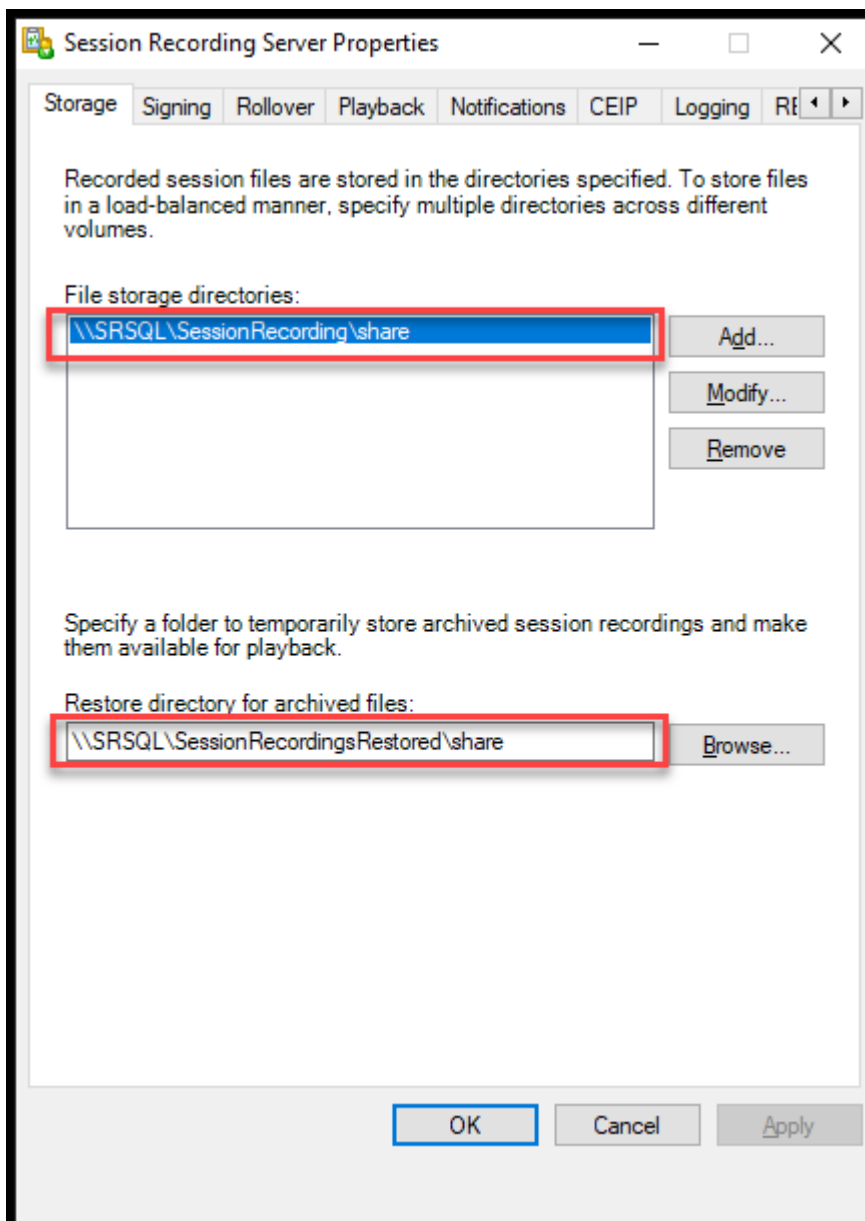 Session Recording Server Properties
Storage Signing Rollover Playback Notifications CEIP Logging
Recorded session files are stored in the directories specified. To store files
in a load-balanced manner, specify multiple directories across different
volumes.
File storage directories:
\\SRSQL\SessionRecording\share
Add...
Modify...
Remove
Specify a folder to temporarily store archived session recordings and make
them available for playback.
Restore directory for archived files:
\\SRSQL\SessionRecordingsRestored\share
Browse...
OK Cancel Apply